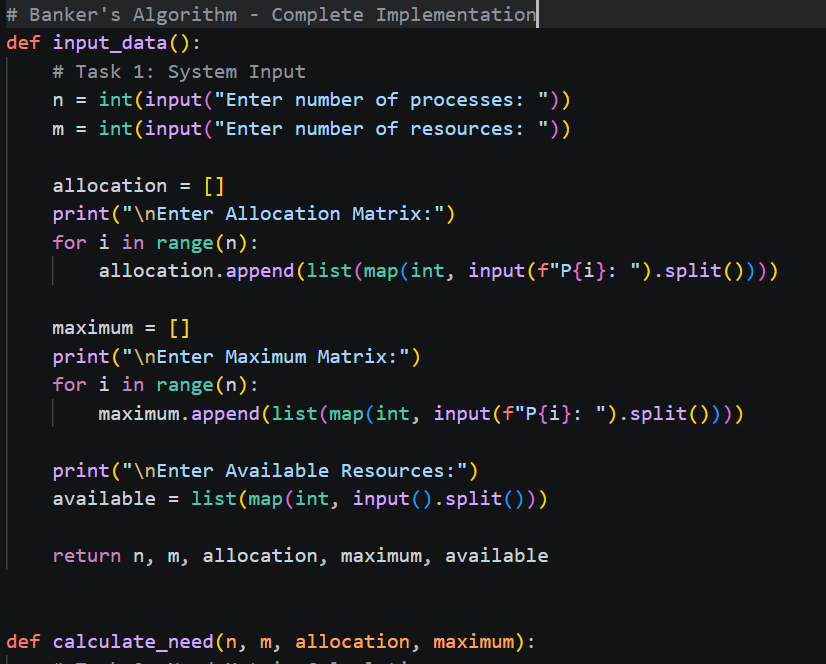 # Banker's Algorithm - Complete Implementation
def input_data():
    # Task 1: System Input
    n = int(input("Enter number of processes: "))
    m = int(input("Enter number of resources: "))
    allocation = []
    print("\nEnter Allocation Matrix:")
    for i in range(n):
        allocation.append(list(map(int, input(f"P{i}: ").split())))
    maximum = []
    print("\nEnter Maximum Matrix:")
    for i in range(n):
        maximum.append(list(map(int, input(f"P{i}: ").split())))
    print("\nEnter Available Resources:")
    available = list(map(int, input().split()))
    return n, m, allocation, maximum, available
def calculate_need(n, m, allocation, maximum):